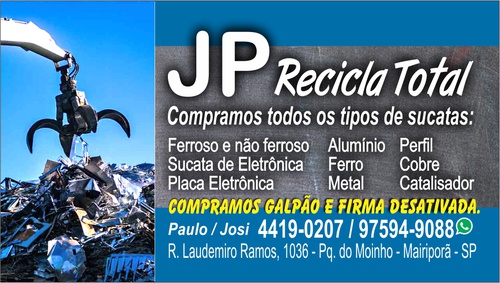 JP Recicla Total
Compramos todos os tipos de sucatas:
Ferroso e não ferroso Alumínio Perfil
Sucata de Eletrônica Ferro Cobre
Placa Eletrônica Metal Catalisador
COMPRAMOS GALPÃO E FIRMA DESATIVADA.
Paulo / Josi 4419-0207 / 97594-9088
R. Laudemiro Ramos, 1036 - Pq. do Moinho - Mairiporã - SP